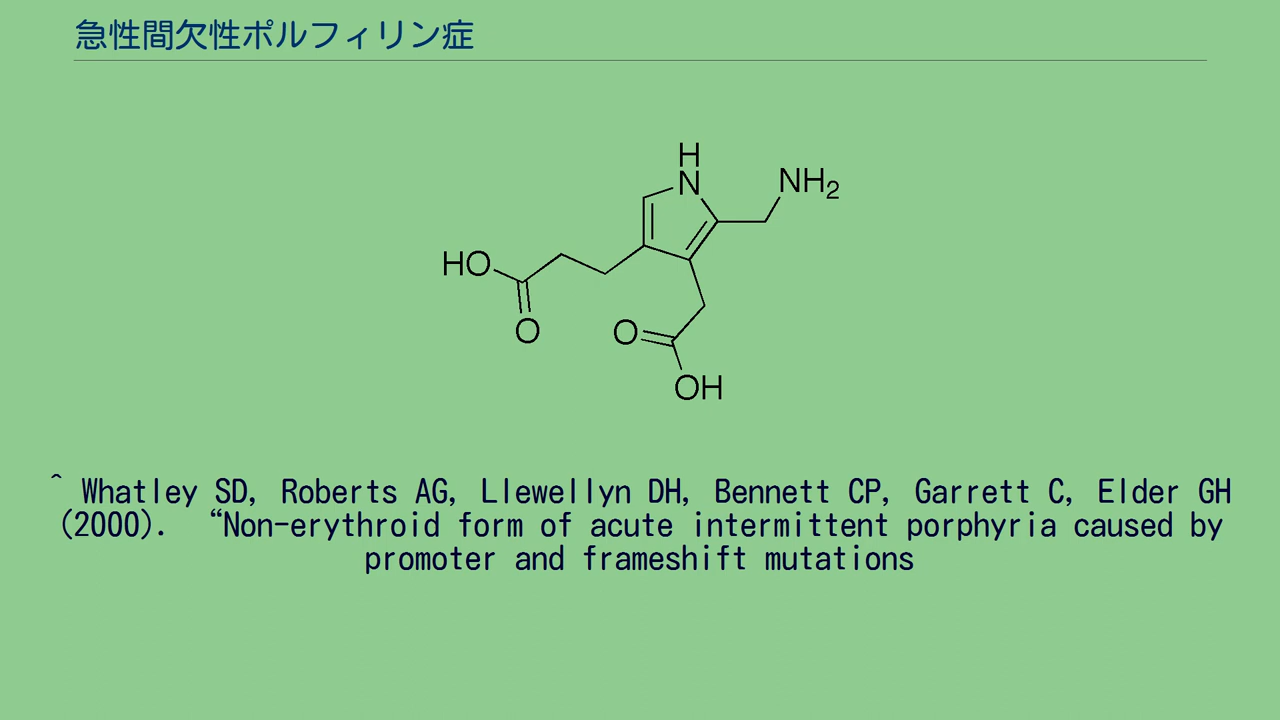 急性間欠性ポルフィリン症
H
N
NH2
HO
O
O
OH
^ Whatley SD, Roberts AG, Llewellyn DH, Bennett CP, Garrett C, Elder GH
(2000). “Non-erythroid form of acute intermittent porphyria caused by
promoter and frameshift mutations